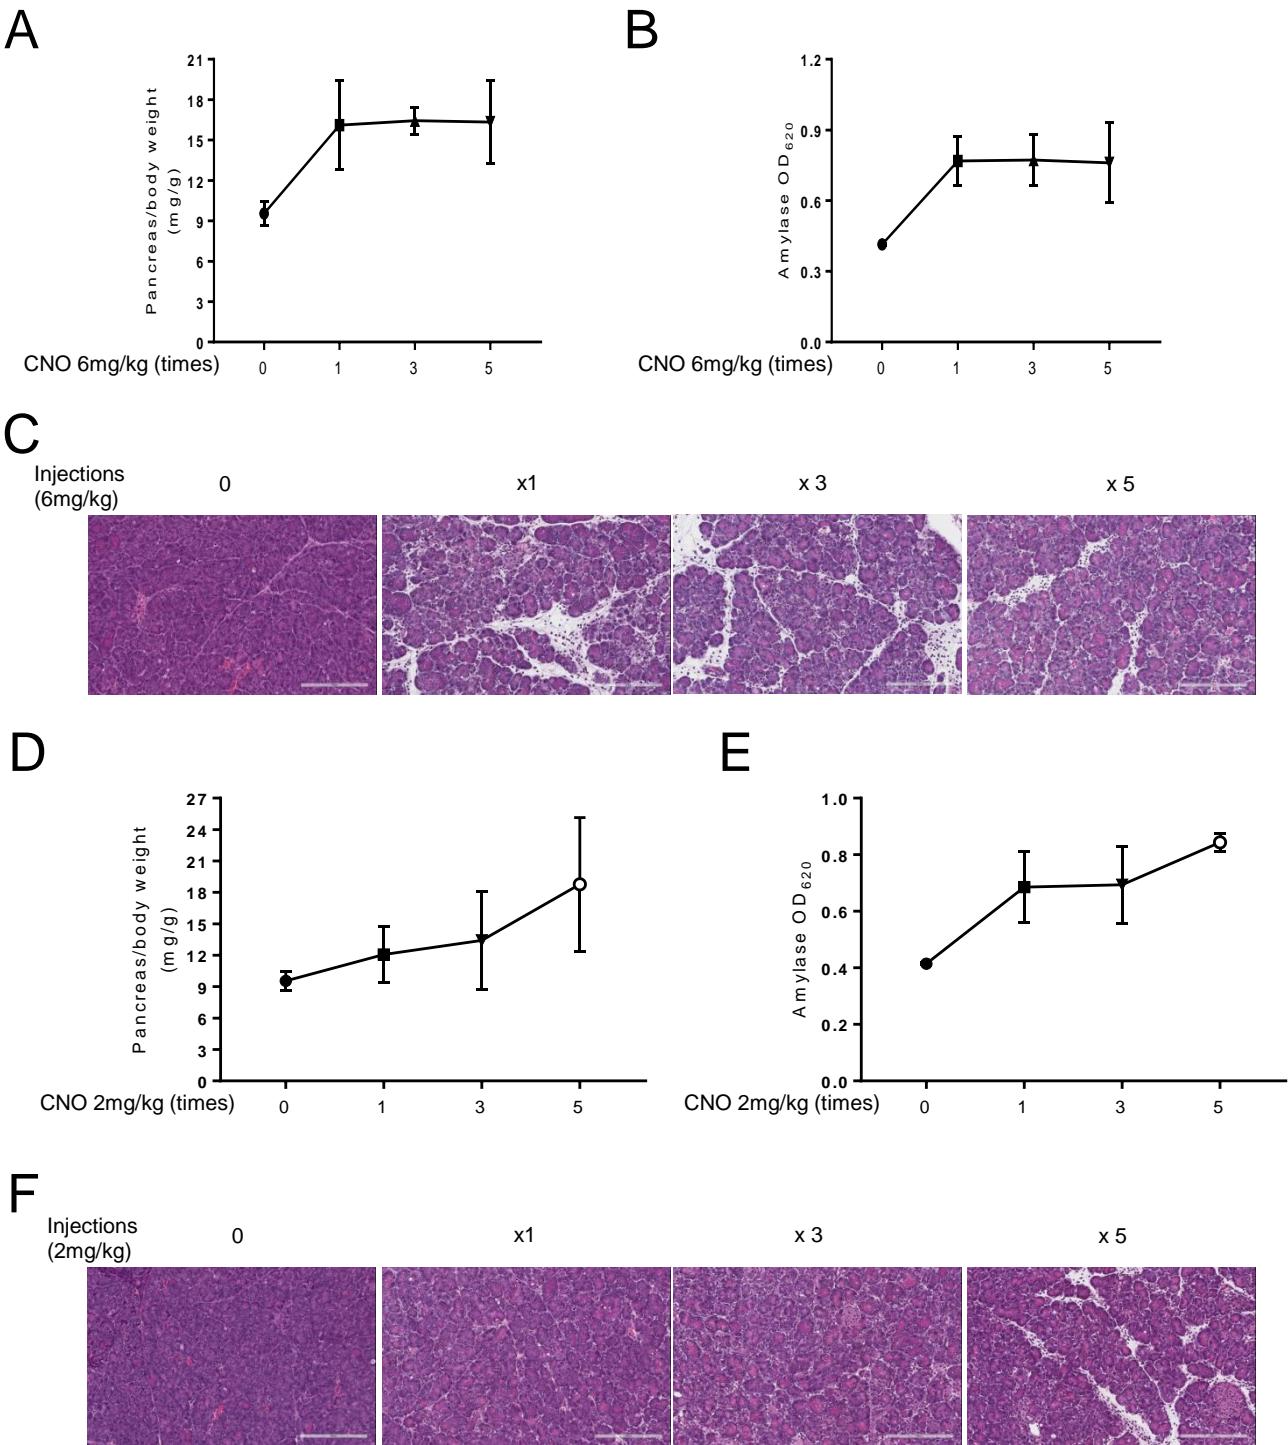 A
B
21
18
15
12
9
6
3
0
Pancreas/body weight
(mg/g)
CNO 6mg/kg (times)
0 1 3 5
1.2
0.9
0.6
0.3
0.0
Amylase OD620
CNO 6mg/kg (times)
0 1 3 5
C
Injections
(6mg/kg)
0 x1 x 3 x 5
D
E
27
24
21
18
15
12
9
6
3
0
Pancreas/body weight
(mg/g)
CNO 2mg/kg (times)
0 1 3 5
1.0
0.8
0.6
0.4
0.2
0.0
Amylase OD620
CNO 2mg/kg (times)
0 1 3 5
F
Injections
(2mg/kg)
0 x1 x 3 x 5